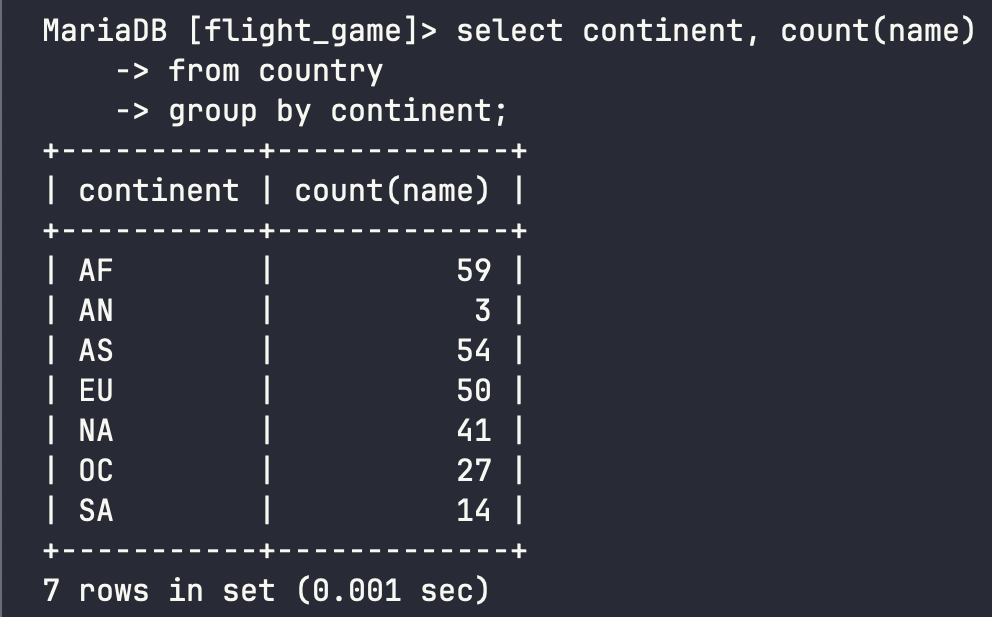 MariaDB [flight_game]> select continent, count(name)
    -> from country
    -> group by continent;
+-----------+-------------+
| continent | count(name) |
+-----------+-------------+
| AF        |          59 |
| AN        |           3 |
| AS        |          54 |
| EU        |          50 |
| NA        |          41 |
| OC        |          27 |
| SA        |          14 |
+-----------+-------------+
7 rows in set (0.001 sec)